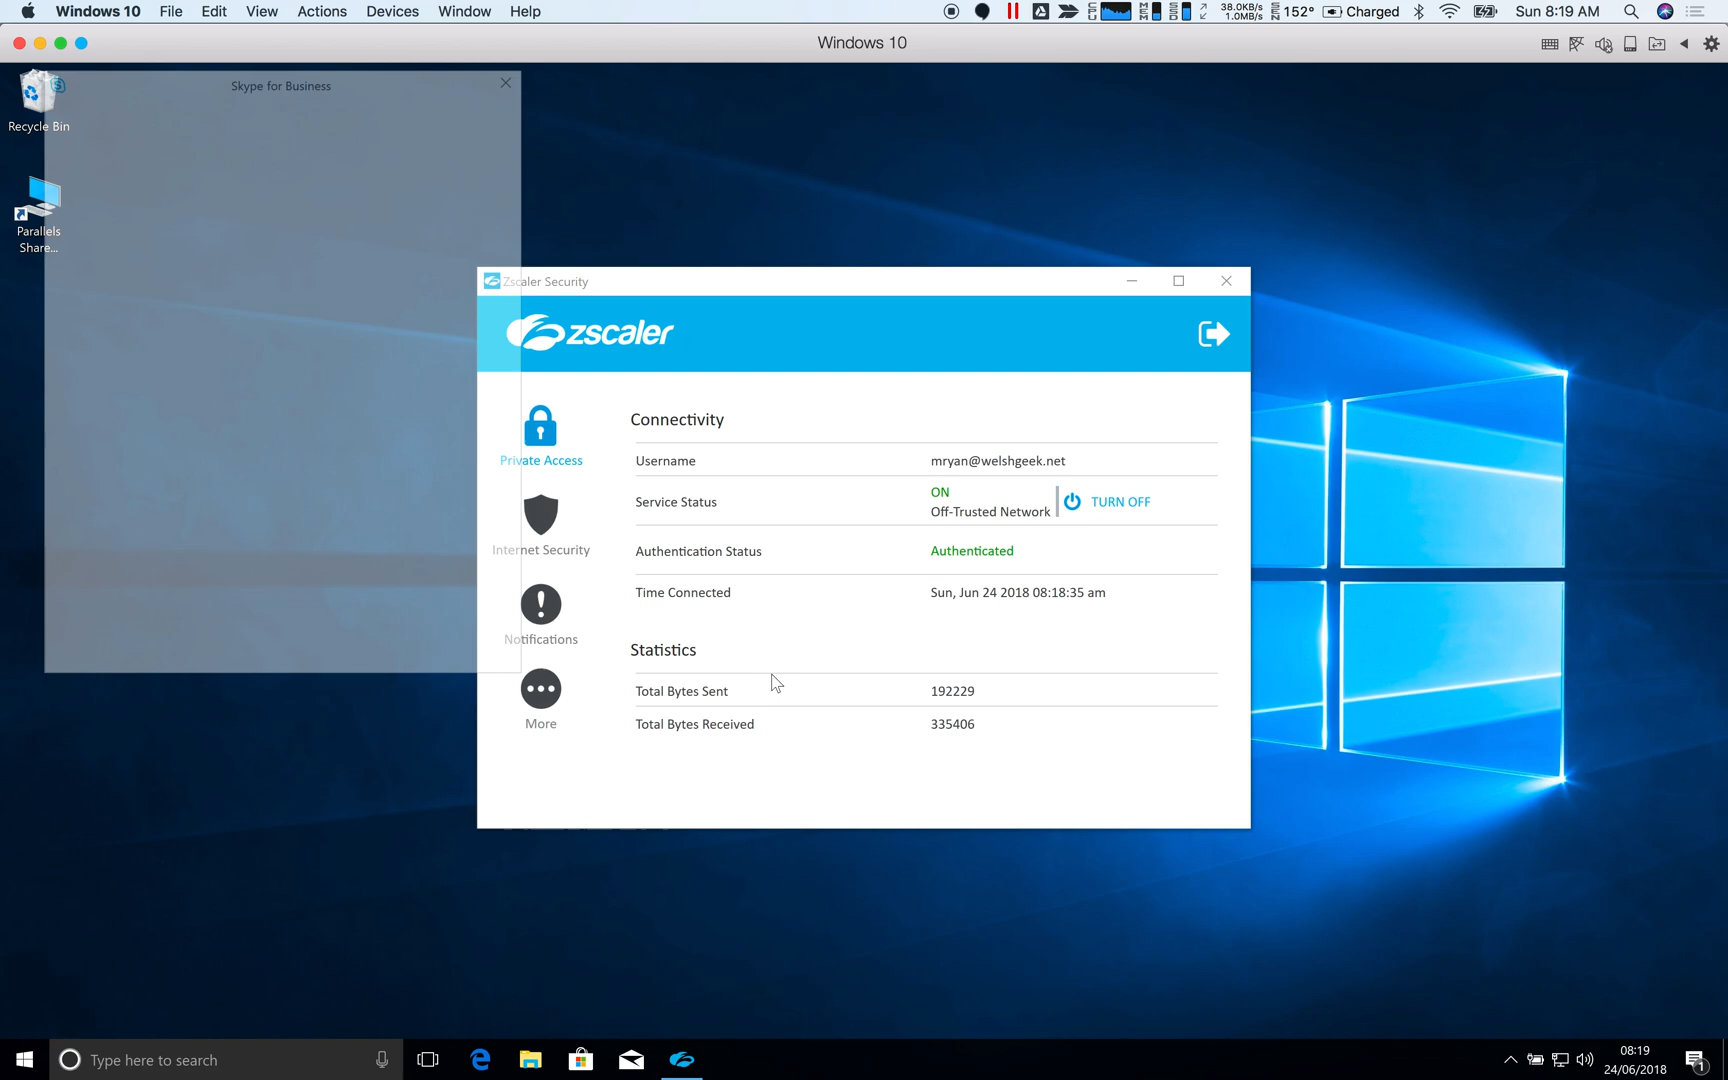 Windows 10 File Edit View Actions Devices Window Help
38.0KB/s
1.0MB/s
152° Charged Sun 8:19 AM
Windows 10
Recycle Bin
Parallels
Share...
Skype for Business
Zscaler Security
zscaler
Private Access
Internet Security
Notifications
More
Connectivity
Username mryan@welshgeek.net
Service Status ON
Off-Trusted Network TURN OFF
Authentication Status Authenticated
Time Connected Sun, Jun 24 2018 08:18:35 am
Statistics
Total Bytes Sent 192229
Total Bytes Received 335406
Type here to search
08:19
24/06/2018
1